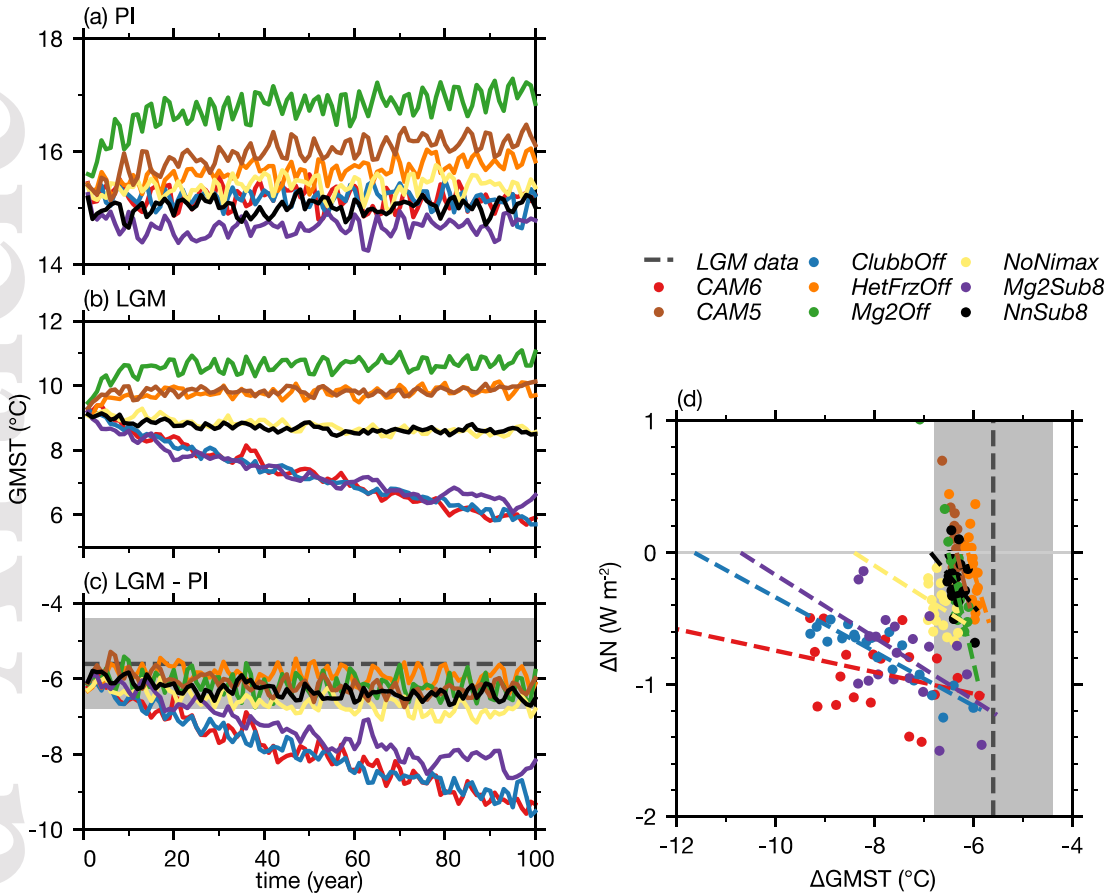 (a) PI
18
16
14
(b) LGM
12
10
8
6
GMST (°C)
(c) LGM - PI
-4
-6
-8
-10
0 20 40 60 80 100
time (year)
LGM data ClubbOff NoNimax
CAM6 HetFrzOff Mg2Sub8
CAM5 Mg2Off NnSub8
(d)
1
0
-1
-2
ΔN (W m-2)
-12 -10 -8 -6 -4
ΔGMST (°C)